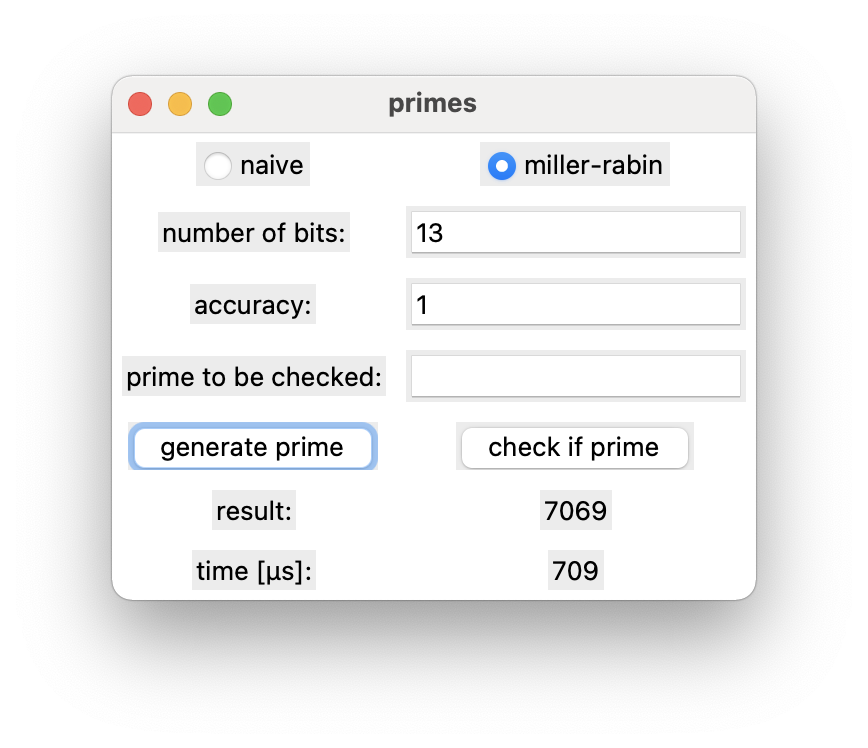 primes
naive miller-rabin
number of bits: 13
accuracy: 1
prime to be checked:
generate prime check if prime
result: 7069
time [µs]: 709